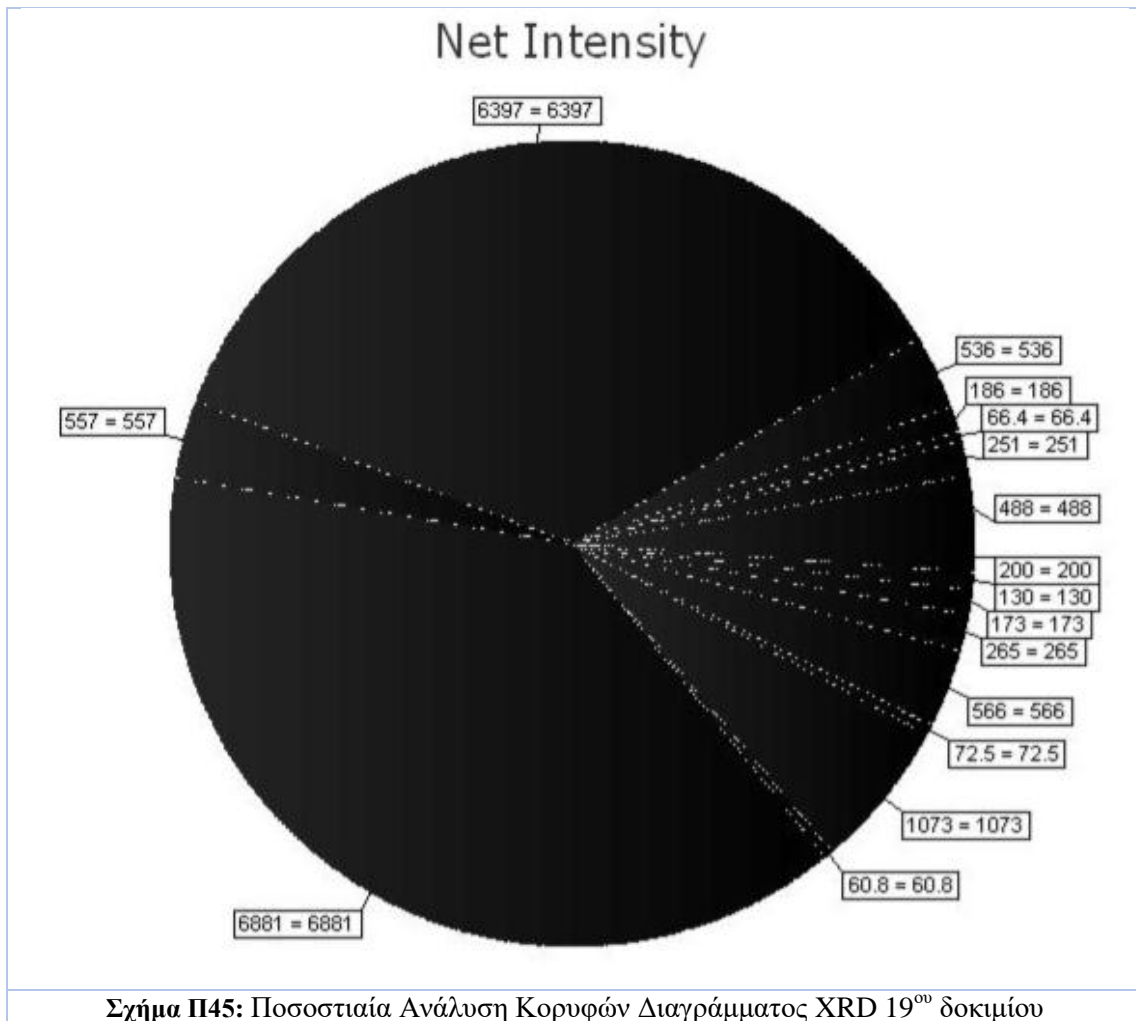 Net Intensity
6397 = 6397
536 = 536
186 = 186
66.4 = 66.4
251 = 251
557 = 557
488 = 488
200 = 200
130 = 130
173 = 173
265 = 265
566 = 566
72.5 = 72.5
1073 = 1073
60.8 = 60.8
6881 = 6881
Σχήμα Π45: Ποσοστιαία Ανάλυση Κορυφών Διαγράμματος XRD 19ου δοκιμίου